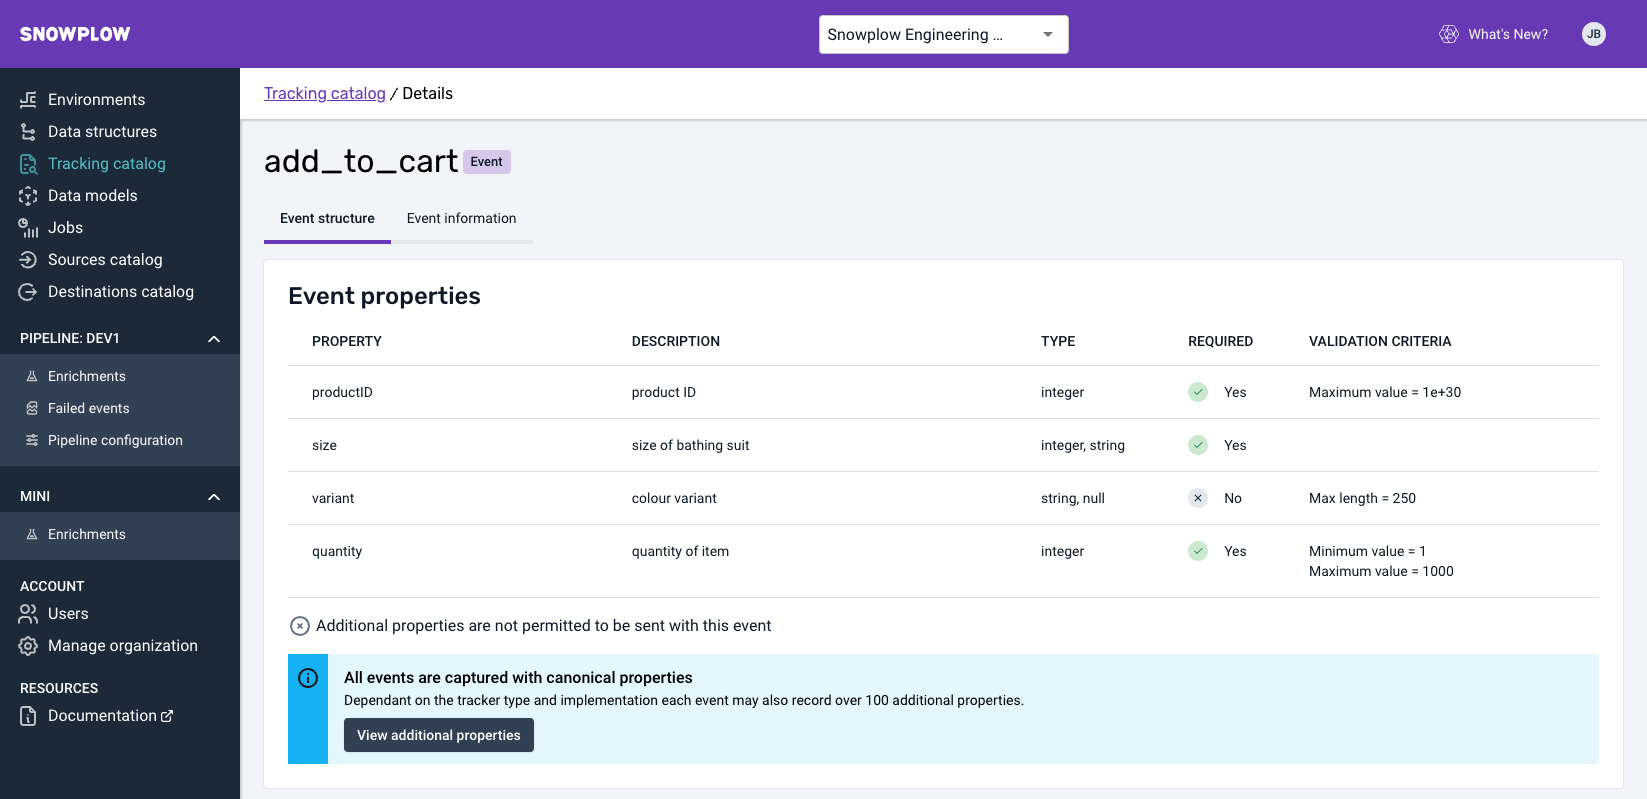 SNOWPLOW
Snowplow Engineering ...
What's New?
JB
Environments
Data structures
Tracking catalog
Data models
Jobs
Sources catalog
Destinations catalog
PIPELINE: DEV1
Enrichments
Failed events
Pipeline configuration
MINI
Enrichments
ACCOUNT
Users
Manage organization
RESOURCES
Documentation
Tracking catalog / Details
add_to_cart Event
Event structure Event information
Event properties
PROPERTY DESCRIPTION TYPE REQUIRED VALIDATION CRITERIA
productID product ID integer Yes Maximum value = 1e+30
size size of bathing suit integer, string Yes
variant colour variant string, null No Max length = 250
quantity quantity of item integer Yes Minimum value = 1
Maximum value = 1000
Additional properties are not permitted to be sent with this event
All events are captured with canonical properties
Dependant on the tracker type and implementation each event may also record over 100 additional properties.
View additional properties